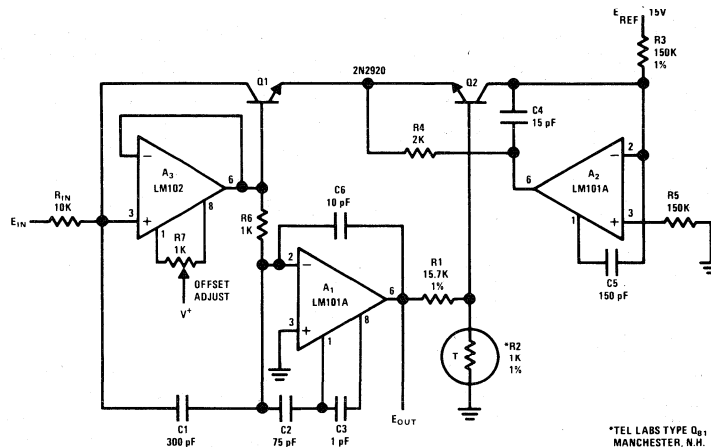 E REF 15V
R3
150K
1%
Q1
2N2920
Q2
C4
15 pF
R4
2K
A3
LM102
−
+
6
3
1
8
A2
LM101A
−
+
2
3
6
1
R5
150K
C5
150 pF
RIN
10K
EIN
R7
1K
OFFSET
ADJUST
V+
R6
1K
C6
10 pF
A1
LM101A
−
+
2
3
6
8
1
R1
15.7K
1%
T
*R2
1K
1%
C1
300 pF
C2
75 pF
C3
1 pF
EOUT
*TEL LABS TYPE Q81
MANCHESTER, N.H.